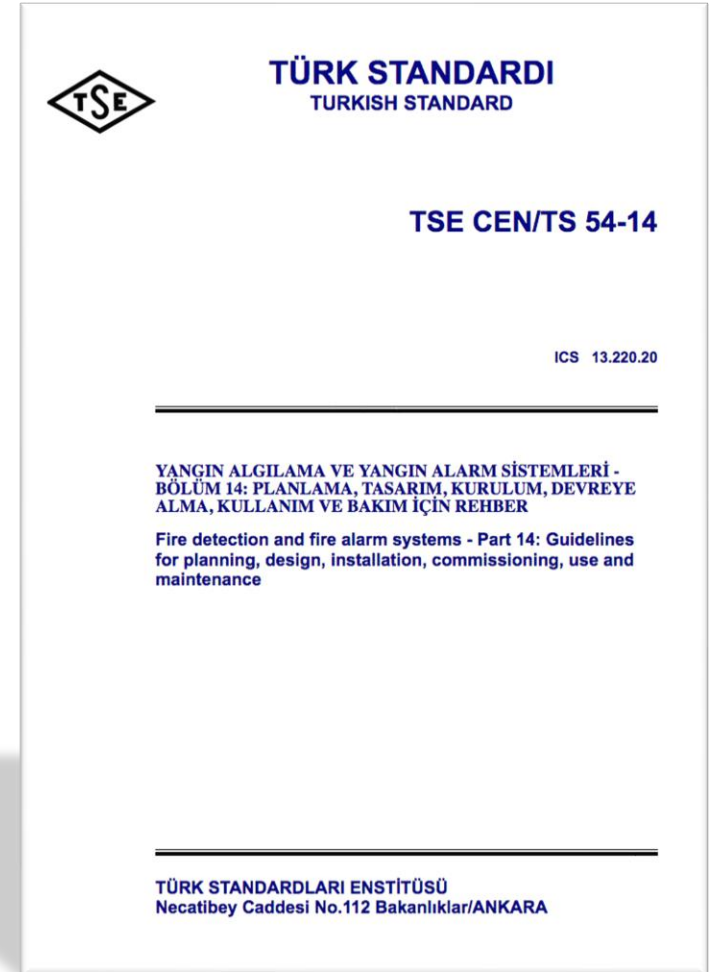 TÜRK STANDARDI
TURKISH STANDARD
TSE
TSE CEN/TS 54-14
ICS 13.220.20
YANGIN ALGILAMA VE YANGIN ALARM SİSTEMLERİ -
BÖLÜM 14: PLANLAMA, TASARIM, KURULUM, DEVREYE
ALMA, KULLANIM VE BAKIM İÇİN REHBER
Fire detection and fire alarm systems - Part 14: Guidelines
for planning, design, installation, commissioning, use and
maintenance
TÜRK STANDARDLARI ENSTİTÜSÜ
Necatibey Caddesi No.112 Bakanlıklar/ANKARA